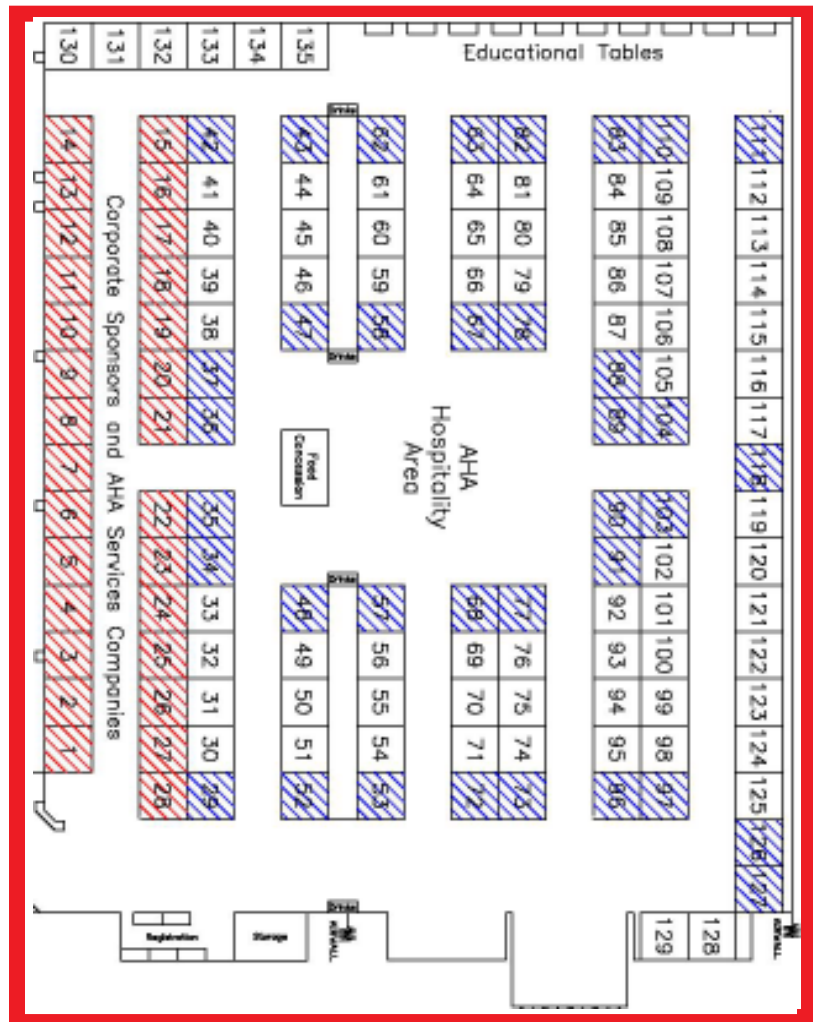 130 131 132 133 134 135
Educational Tables
Drinks
14 15 42 43 62 63 82 83 110 111
13 16 41 44 61 64 81 84 109 112
12 17 40 45 60 65 80 85 108 113
11 18 39 46 59 66 79 86 107 114
10 19 38 47 58 67 78 87 106 115
Drinks
9 20 37 88 105 116
8 21 36 89 104 117
Corporate Sponsors and AHA Services Companies
Food
Concession
AHA
Hospitality
Area
7 118
6 22 35 90 103 119
5 23 34 91 102 120
Drinks
4 24 33 48 57 68 77 92 101 121
3 25 32 49 56 69 76 93 100 122
2 26 31 50 55 70 75 94 99 123
1 27 30 51 54 71 74 95 98 124
28 29 52 53 72 73 96 97 125
126
127
Drinks
Registration
Storage
AIRWALL
129 128
AIRWALL